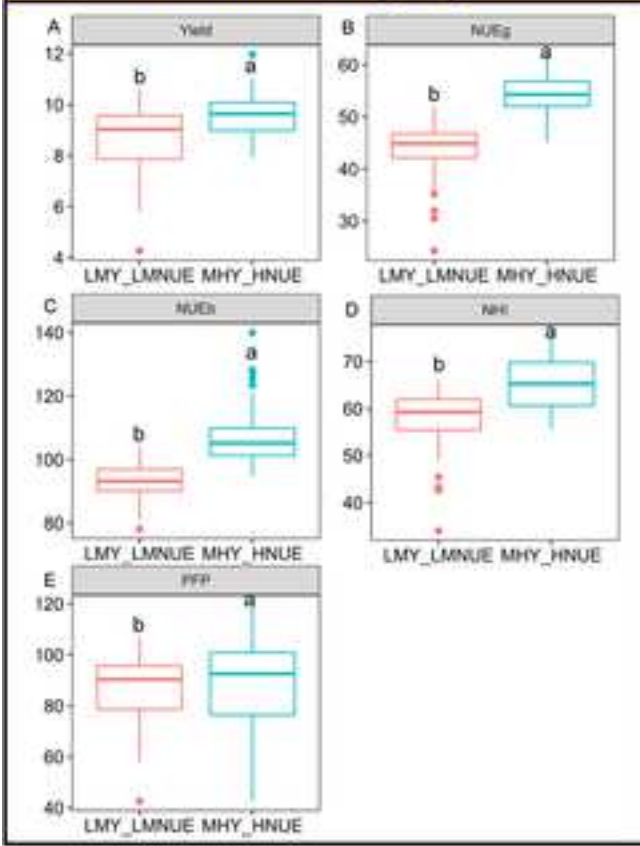 A
Yield
12
10
8
6
4
b
a
LMY_LMNUE MHY_HNUE
B
NUEg
60
50
40
30
b
a
LMY_LMNUE MHY_HNUE
C
NUEb
140
120
100
80
b
a
LMY_LMNUE MHY_HNUE
D
NHI
70
60
50
40
b
a
LMY_LMNUE MHY_HNUE
E
PFP
120
100
80
60
40
b
a
LMY_LMNUE MHY_HNUE